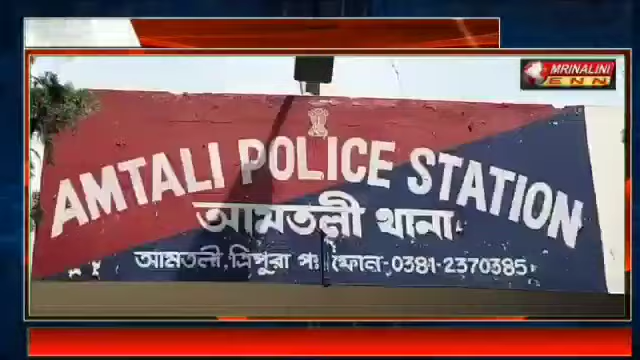 MRINALINI
ENN
AMTALI POLICE STATION
আমতলী থানা
আমতলী, ত্রিপুরা পঃ ফোন-0381-2370385